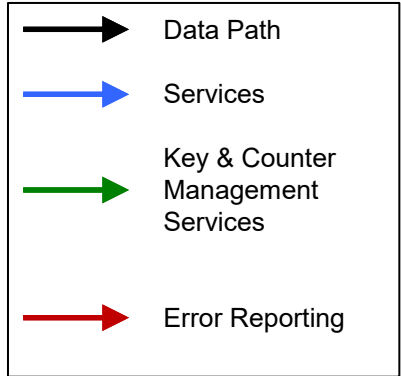 Data Path
Services
Key & Counter
Management
Services
Error Reporting